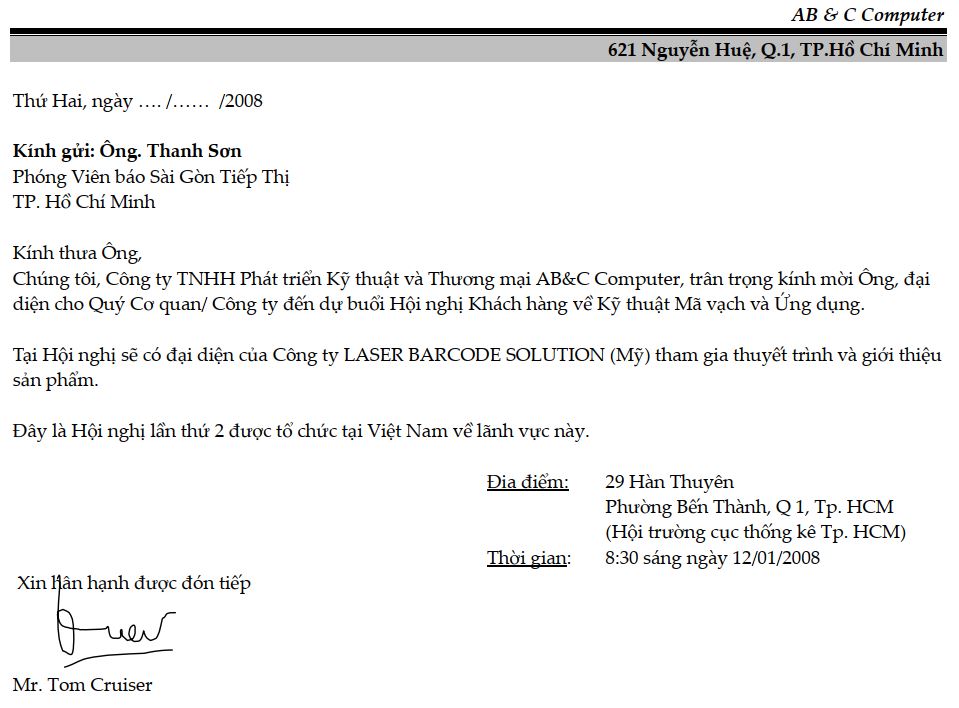 AB & C Computer
621 Nguyễn Huệ, Q.1, TP.Hồ Chí Minh
Thứ Hai, ngày …. /…… /2008
Kính gửi: Ông. Thanh Sơn
Phóng Viên báo Sài Gòn Tiếp Thị
TP. Hồ Chí Minh
Kính thưa Ông,
Chúng tôi, Công ty TNHH Phát triển Kỹ thuật và Thương mại AB&C Computer, trân trọng kính mời Ông, đại
diện cho Quý Cơ quan/ Công ty đến dự buổi Hội nghị Khách hàng về Kỹ thuật Mã vạch và Ứng dụng.
Tại Hội nghị sẽ có đại diện của Công ty LASER BARCODE SOLUTION (Mỹ) tham gia thuyết trình và giới thiệu
sản phẩm.
Đây là Hội nghị lần thứ 2 được tổ chức tại Việt Nam về lãnh vực này.
Địa điểm: 29 Hàn Thuyên
Phường Bến Thành, Q 1, Tp. HCM
(Hội trường cục thống kê Tp. HCM)
Thời gian: 8:30 sáng ngày 12/01/2008
Xin hân hạnh được đón tiếp
Mr. Tom Cruiser